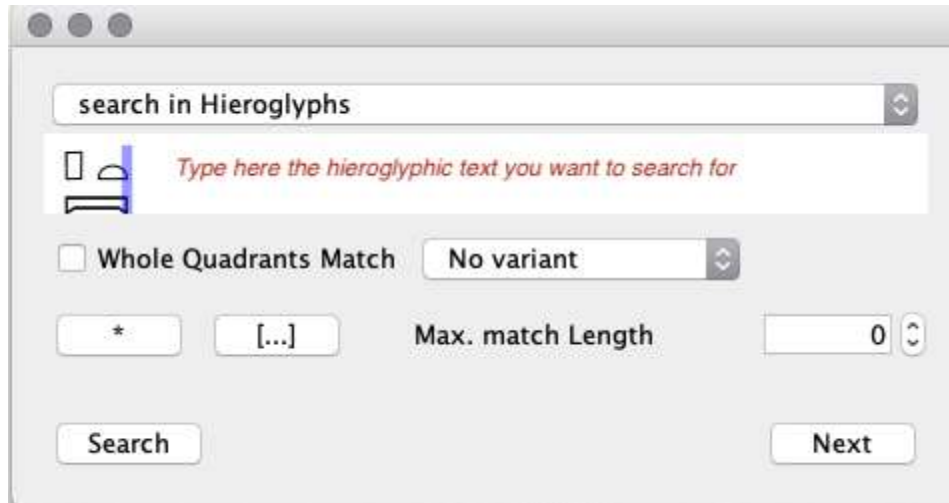 search in Hieroglyphs
𓊪𓏏𓇯 Type here the hieroglyphic text you want to search for
Whole Quadrants Match No variant
* [...] Max. match Length 0
Search Next